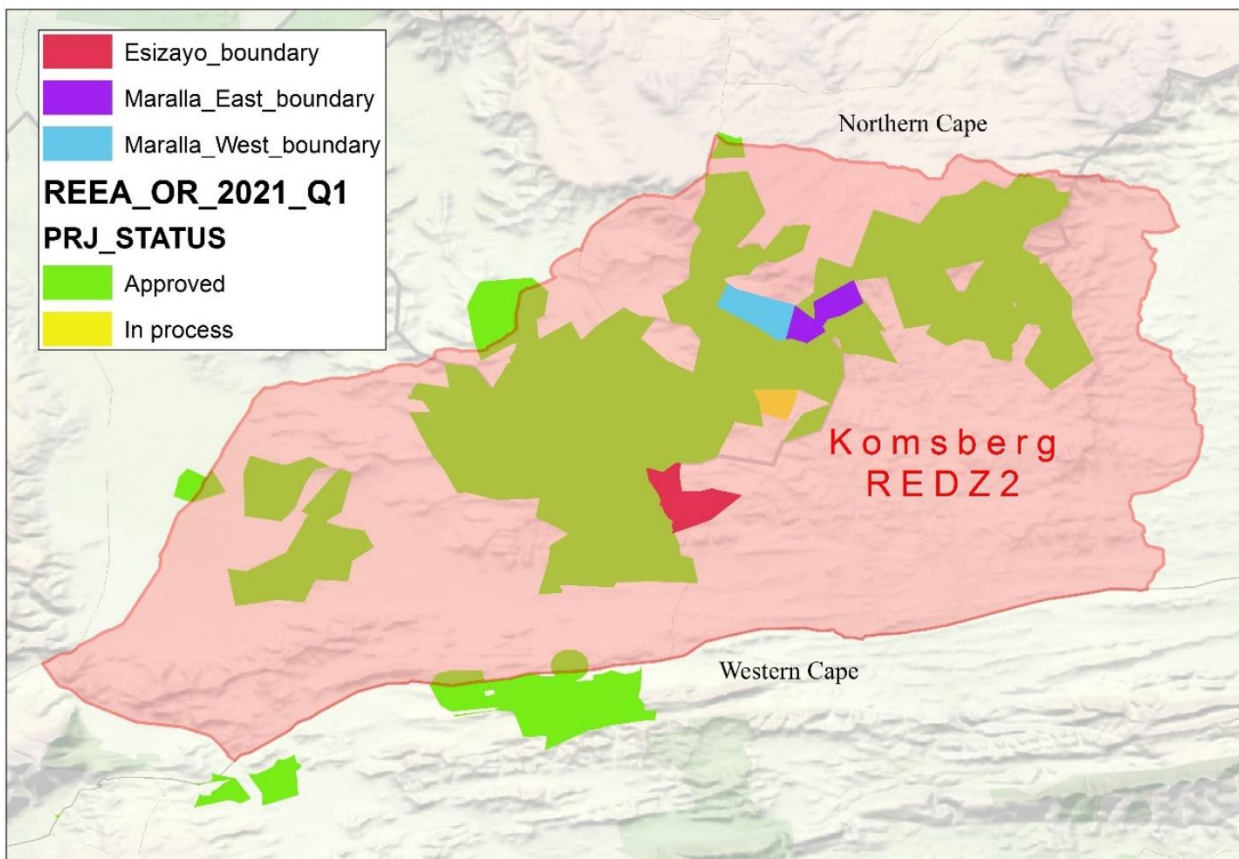 Esizayo_boundary
Maralla_East_boundary
Maralla_West_boundary
REEA_OR_2021_Q1
PRJ_STATUS
Approved
In process
Northern Cape
Komsberg
REDZ2
Western Cape